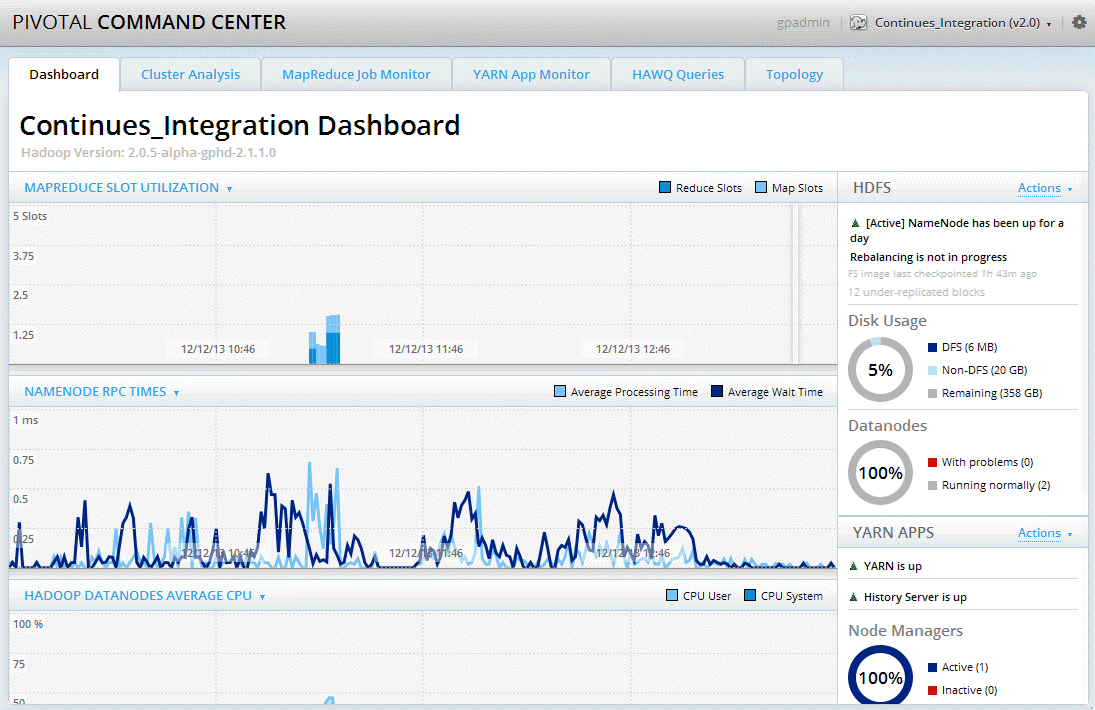 PIVOTAL COMMAND CENTER
gpadmin
Continues_Integration (v2.0)
Dashboard
Cluster Analysis
MapReduce Job Monitor
YARN App Monitor
HAWQ Queries
Topology
Continues_Integration Dashboard
Hadoop Version: 2.0.5-alpha-gphd-2.1.1.0
MAPREDUCE SLOT UTILIZATION
Reduce Slots
Map Slots
5 Slots
3.75
2.5
1.25
12/12/13 10:46
12/12/13 11:46
12/12/13 12:46
NAMENODE RPC TIMES
Average Processing Time
Average Wait Time
1 ms
0.75
0.5
0.25
12/12/13 10:46
12/12/13 11:46
12/12/13 12:46
HADOOP DATANODES AVERAGE CPU
CPU User
CPU System
100 %
75
50
HDFS
Actions
[Active] NameNode has been up for a
day
Rebalancing is not in progress
FS image last checkpointed 1h 43m ago
12 under-replicated blocks
Disk Usage
5%
DFS (6 MB)
Non-DFS (20 GB)
Remaining (358 GB)
Datanodes
100%
With problems (0)
Running normally (2)
YARN APPS
Actions
YARN is up
History Server is up
Node Managers
100%
Active (1)
Inactive (0)